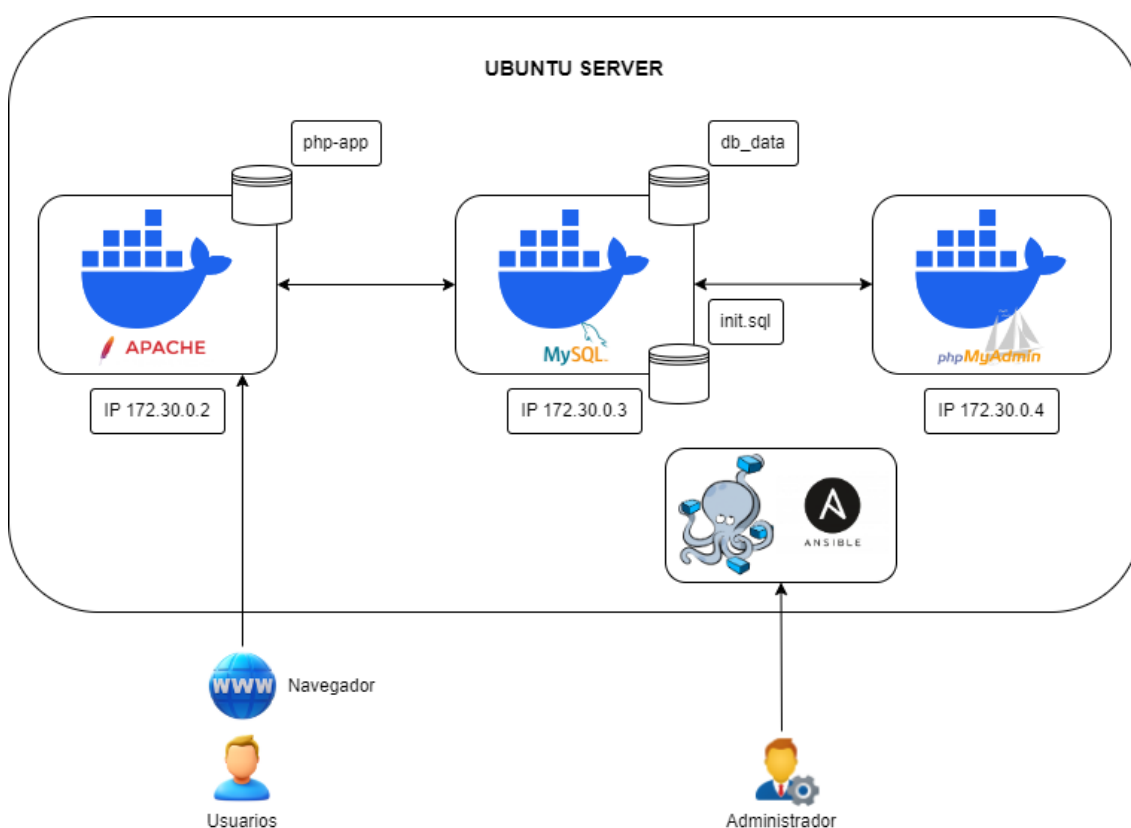 UBUNTU SERVER
php-app
db_data
APACHE
MySQL
init.sql
phpMyAdmin
IP 172.30.0.2
IP 172.30.0.3
IP 172.30.0.4
ANSIBLE
www
Navegador
Usuarios
Administrador